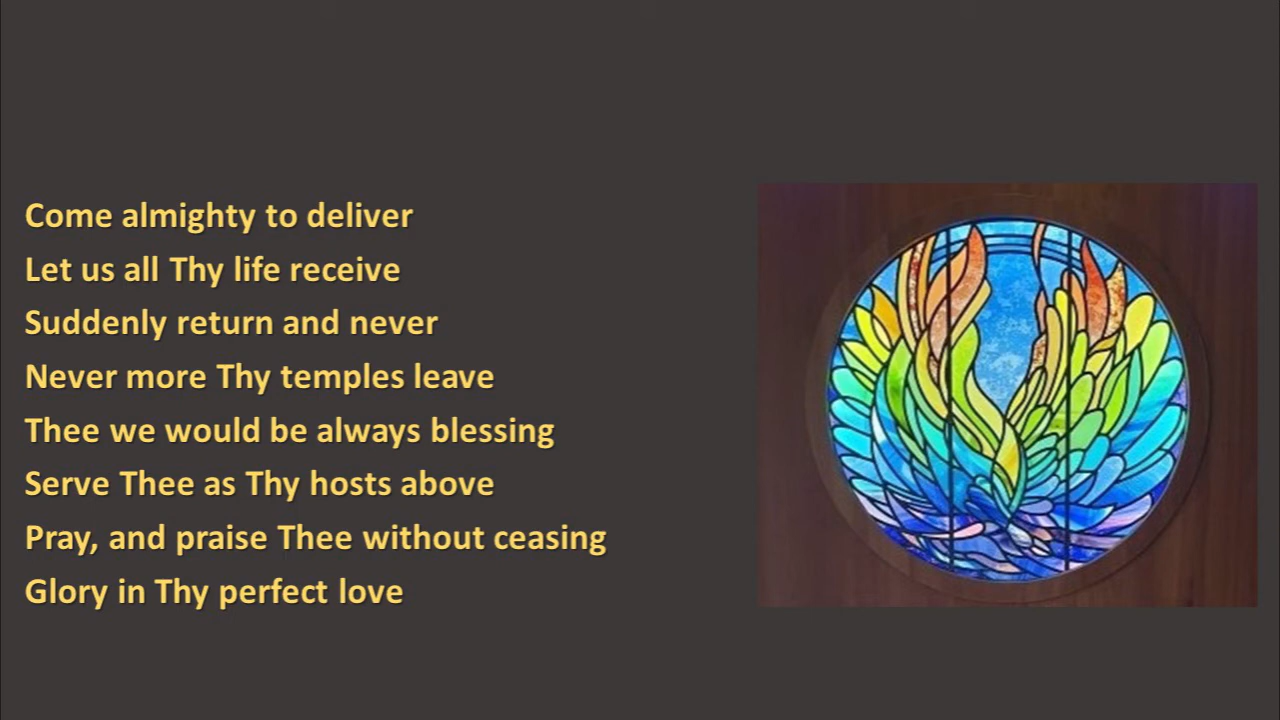 Come almighty to deliver
Let us all Thy life receive
Suddenly return and never
Never more Thy temples leave
Thee we would be always blessing
Serve Thee as Thy hosts above
Pray, and praise Thee without ceasing
Glory in Thy perfect love